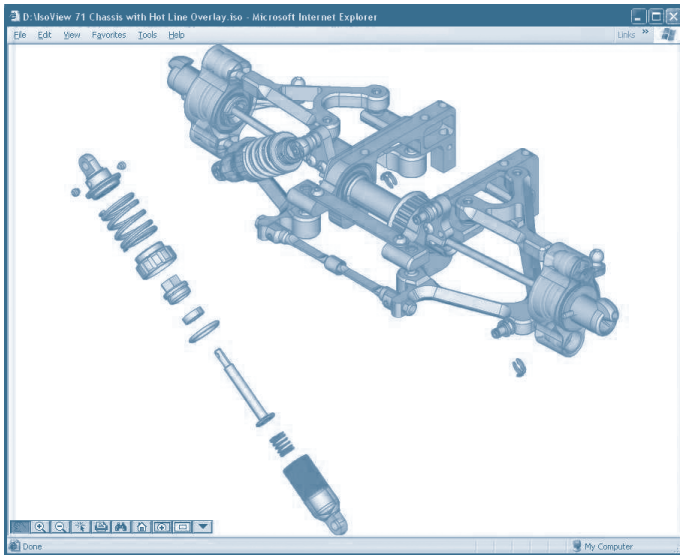 D:\IsoView 71 Chassis with Hot Line Overlay.iso - Microsoft Internet Explorer
File Edit View Favorites Tools Help Links »
Done My Computer